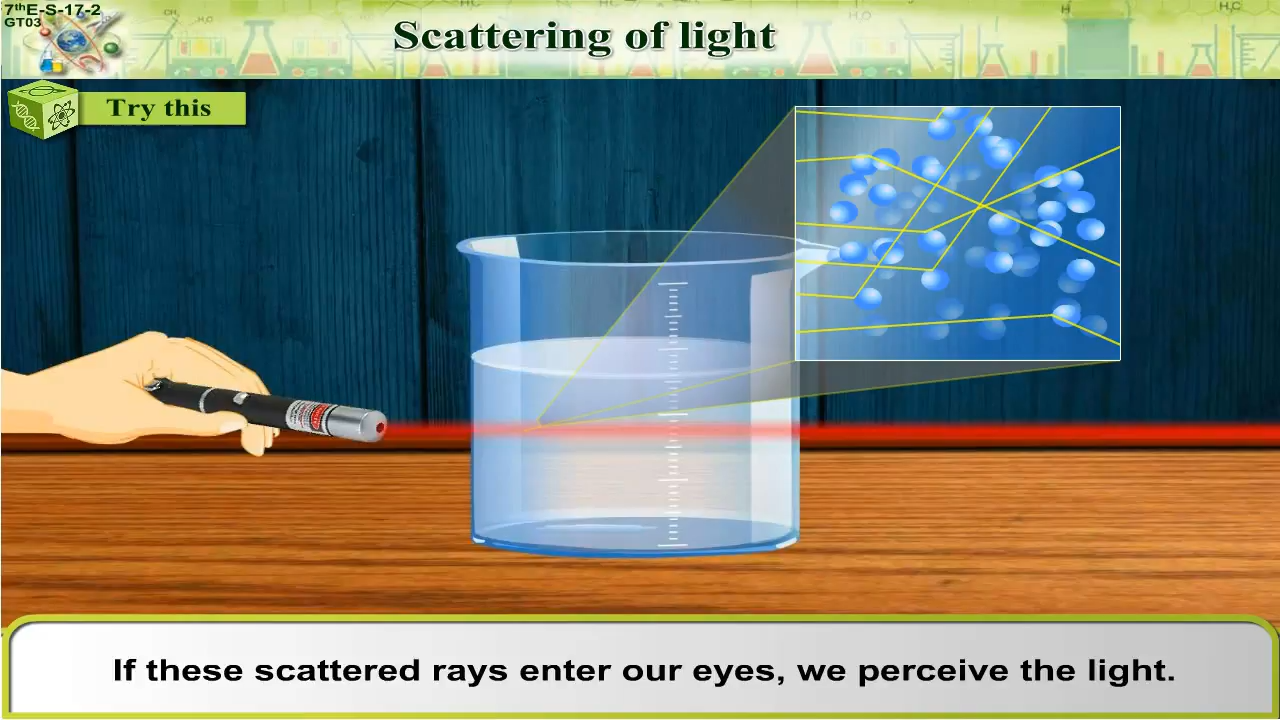 7thE-S-17-2
GT03
Scattering of light
Try this
If these scattered rays enter our eyes, we perceive the light.